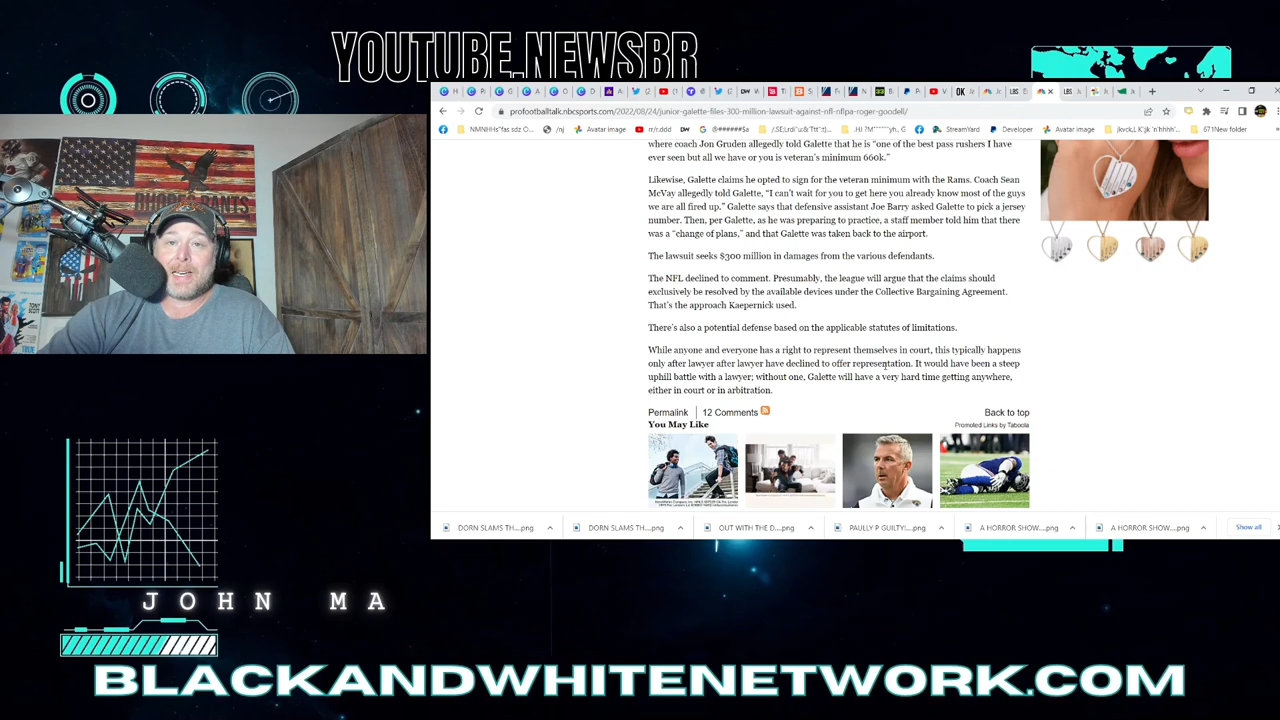 YOUTUBE.NEWSBR
profootballtalk.nbcsports.com/2022/08/24/junior-galette-files-300-million-lawsuit-against-nfl-nflpa-roger-goodell/
Avatar image
StreamYard
Developer
Avatar image
671New folder
where coach Jon Gruden allegedly told Galette that he is “one of the best pass rushers I have
ever seen but all we have or you is veteran’s minimum 660k.”
Likewise, Galette claims he opted to sign for the veteran minimum with the Rams. Coach Sean
McVay allegedly told Galette, “I can’t wait for you to get here you already know most of the guys
we are all fired up.” Galette says that defensive assistant Joe Barry asked Galette to pick a jersey
number. Then, per Galette, as he was preparing to practice, a staff member told him that there
was a “change of plans,” and that Galette was taken back to the airport.
The lawsuit seeks $300 million in damages from the various defendants.
The NFL declined to comment. Presumably, the league will argue that the claims should
exclusively be resolved by the available devices under the Collective Bargaining Agreement.
That’s the approach Kaepernick used.
There’s also a potential defense based on the applicable statutes of limitations.
While anyone and everyone has a right to represent themselves in court, this typically happens
only after lawyer after lawyer have declined to offer representation. It would have been a steep
uphill battle with a lawyer; without one, Galette will have a very hard time getting anywhere,
either in court or in arbitration.
Permalink | 12 Comments
Back to top
You May Like
Promoted Links by Taboola
DORN SLAMS TH....png
DORN SLAMS TH....png
OUT WITH THE D....png
PAULLY P GUILTY!....png
A HORROR SHOW....png
A HORROR SHOW....png
Show all
JOHN MA
BLACKANDWHITENETWORK.COM